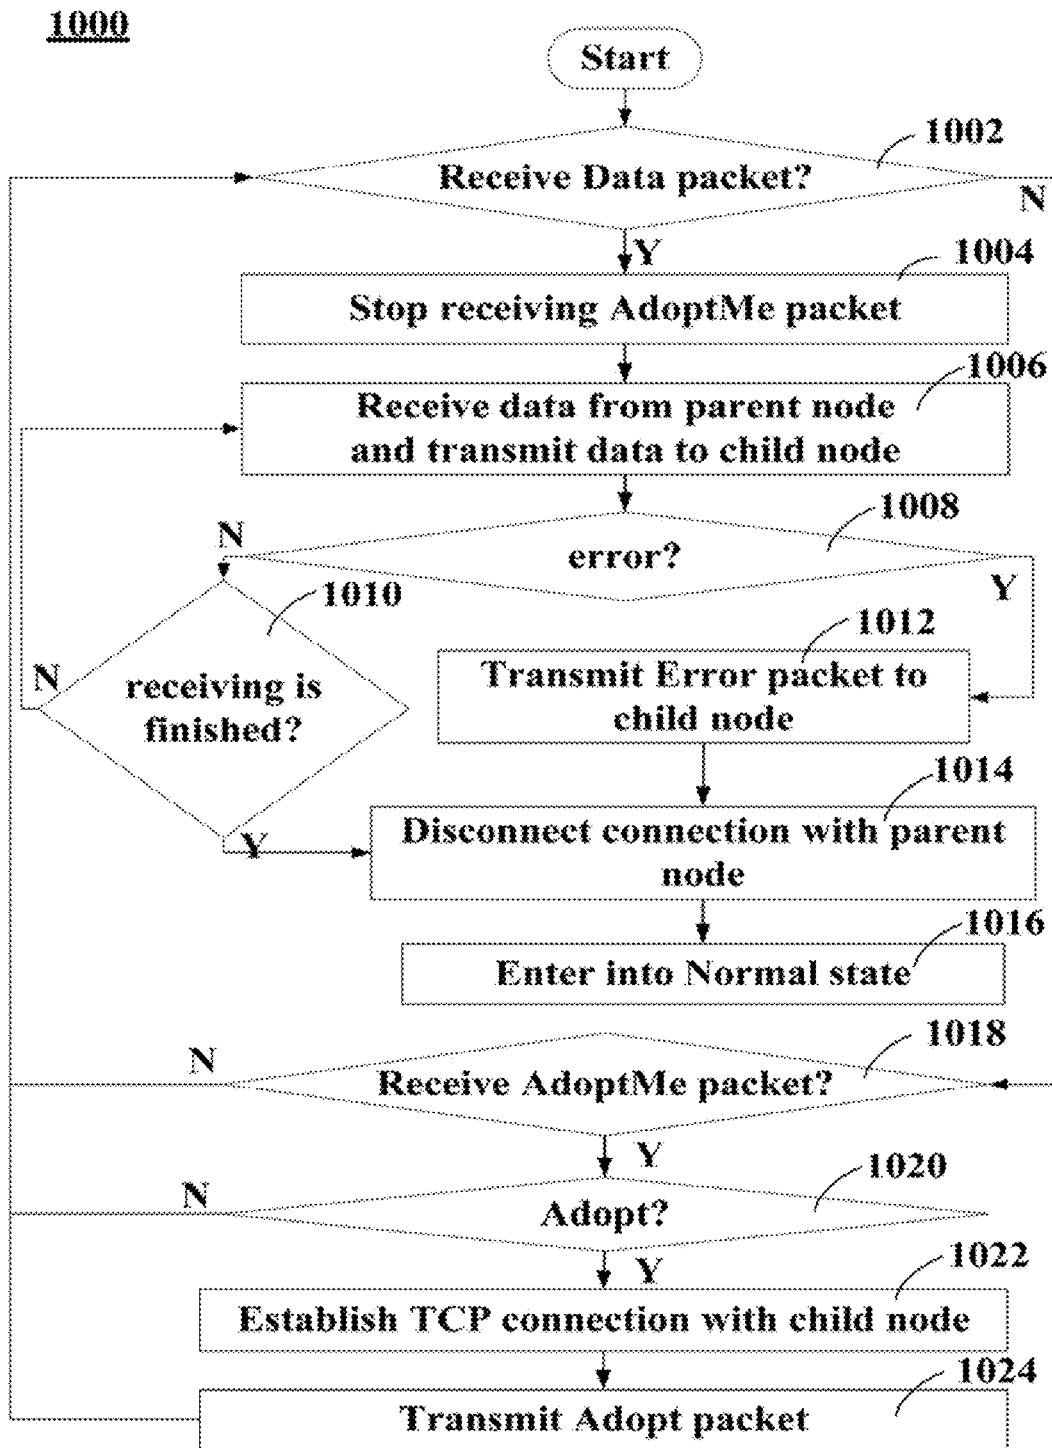 1000
Start
1002
Receive Data packet?
N
Y
1004
Stop receiving AdoptMe packet
1006
Receive data from parent node
and transmit data to child node
1008
N
error?
Y
1010
N
receiving is
finished?
Y
1012
Transmit Error packet to
child node
1014
Disconnect connection with parent
node
1016
Enter into Normal state
1018
N
Receive AdoptMe packet?
Y
1020
N
Adopt?
Y
1022
Establish TCP connection with child node
1024
Transmit Adopt packet